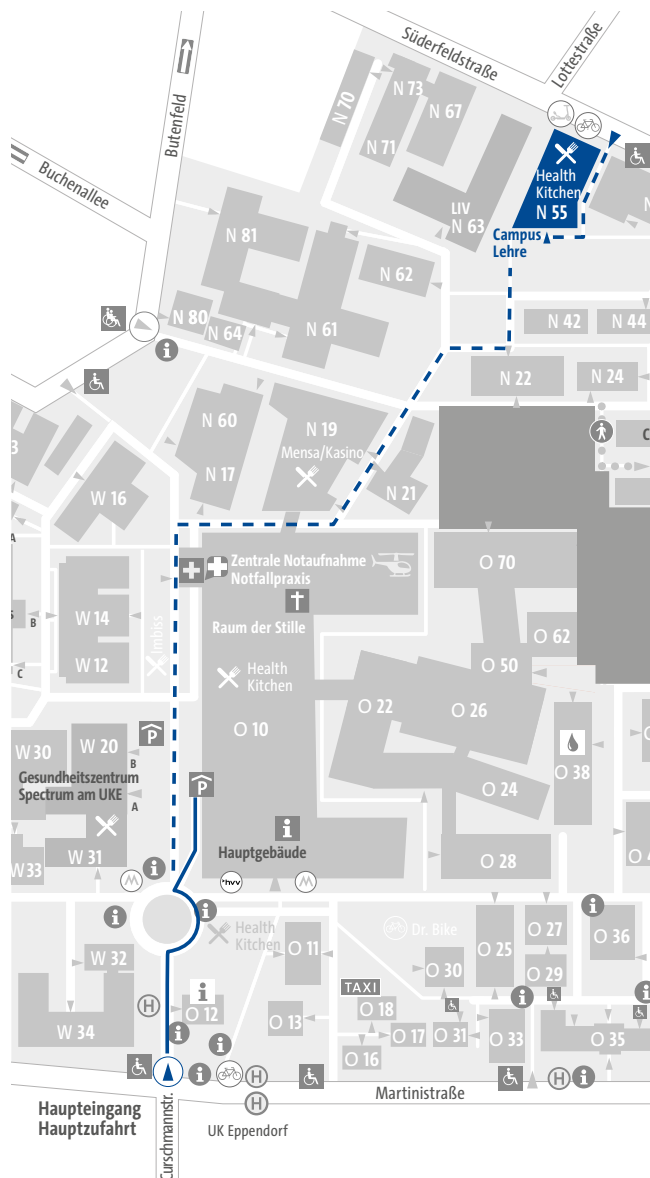 Süderfeldstraße
Lottestraße
Butenfeld
Buchenallee
N 73
N 67
N 70
N 71
LIV
N 63
Health
Kitchen
N 55
Campus
Lehre
N
N 81
N 62
N 80
N 64
N 61
N 42
N 44
N 22
N 24
N 60
N 19
Mensa/Kasino
N 17
N 21
C
3
W 16
A
Zentrale Notaufnahme
Notfallpraxis
O 70
Raum der Stille
Imbiss
W 14
B
S
W 12
C
O 62
O 50
Health
Kitchen
O 10
O 22
O 26
W 30
W 20
B
P
Gesundheitszentrum
Spectrum am UKE
A
P
O 24
O 38
W 31
W 33
Hauptgebäude
O 28
O 4
hvv
Health
Kitchen
O 11
Dr. Bike
O 25
O 27
O 36
W 32
O 30
O 29
TAXI
O 12
O 18
H
O 13
O 17
O 31
O 33
O 35
W 34
O 16
H
H
H
Haupteingang
Hauptzufahrt
Curschmannstr.
UK Eppendorf
Martinistraße